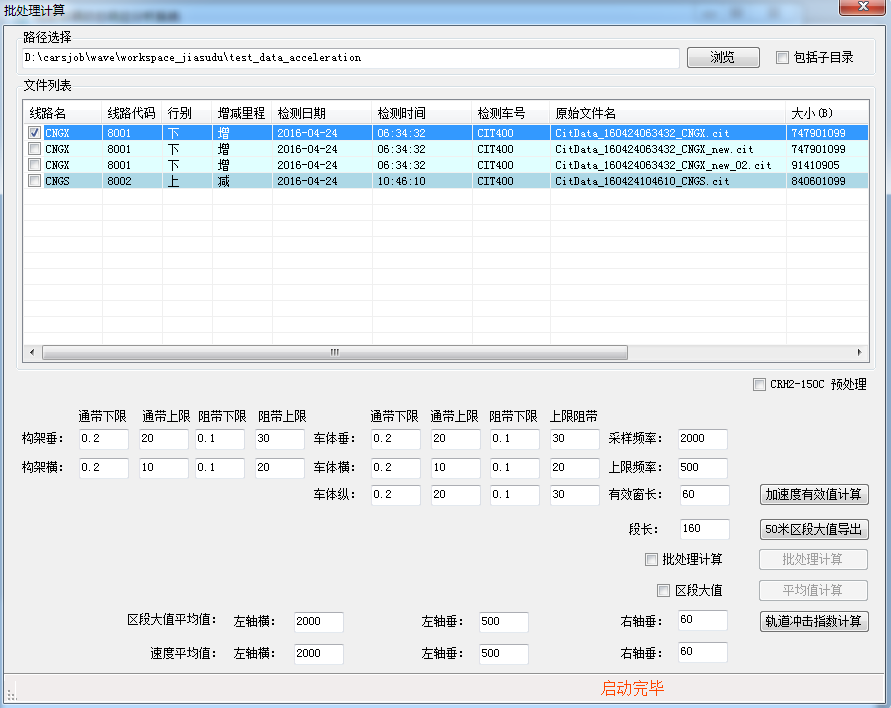 批处理计算
路径选择
D:\carsjob\wave\workspace_jiasudu\test_data_acceleration 浏览 包括子目录
文件列表
线路名 线路代码 行别 增减里程 检测日期 检测时间 检测车号 原始文件名 大小(B)
CNGX 8001 下 增 2016-04-24 06:34:32 CIT400 CitData_160424063432_CNGX.cit 747901099
CNGX 8001 下 增 2016-04-24 06:34:32 CIT400 CitData_160424063432_CNGX_new.cit 747901099
CNGX 8001 下 增 2016-04-24 06:34:32 CIT400 CitData_160424063432_CNGX_new_02.cit 91410905
CNGS 8002 上 减 2016-04-24 10:46:10 CIT400 CitData_160424104610_CNGS.cit 840601099
CRH2-150C 预处理
通带下限 通带上限 阻带下限 阻带上限 通带下限 通带上限 阻带下限 上限阻带
构架垂: 0.2 20 0.1 30 车体垂: 0.2 20 0.1 30 采样频率: 2000
构架横: 0.2 10 0.1 20 车体横: 0.2 10 0.1 20 上限频率: 500
车体纵: 0.2 20 0.1 30 有效窗长: 60 加速度有效值计算
段长: 160 50米区段大值导出
批处理计算 批处理计算
区段大值 平均值计算
区段大值平均值: 左轴横: 2000 左轴垂: 500 右轴垂: 60 轨道冲击指数计算
速度平均值: 左轴横: 2000 左轴垂: 500 右轴垂: 60
启动完毕